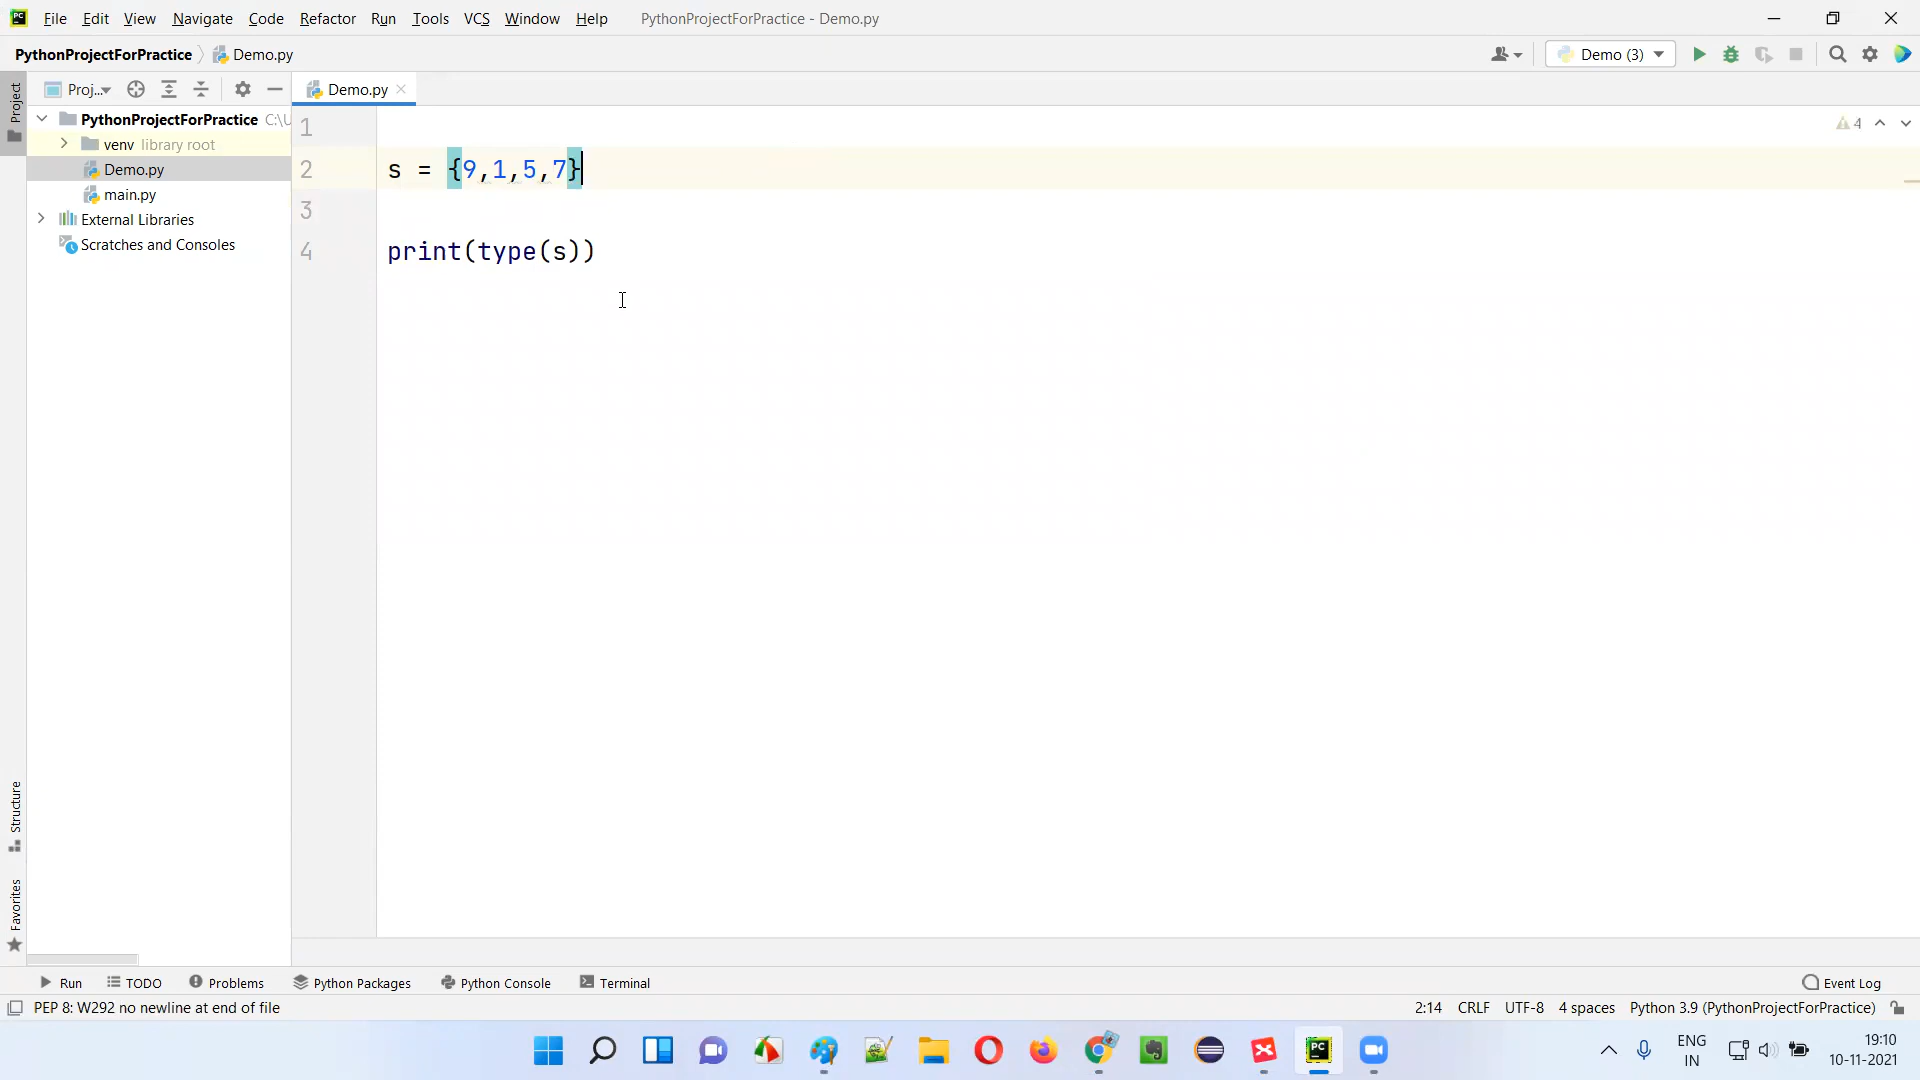 PC File Edit View Navigate Code Refactor Run Tools VCS Window Help PythonProjectForPractice - Demo.py
PythonProjectForPractice Demo.py Demo (3)
Project
Proj... Demo.py
PythonProjectForPractice C:\U
venv library root
Demo.py
main.py
External Libraries
Scratches and Consoles
4
1
2 s = {9,1,5,7}
3
4 print(type(s))
Structure
Favorites
Run TODO Problems Python Packages Python Console Terminal Event Log
PEP 8: W292 no newline at end of file 2:14 CRLF UTF-8 4 spaces Python 3.9 (PythonProjectForPractice)
PC
ENG
IN
19:10
10-11-2021